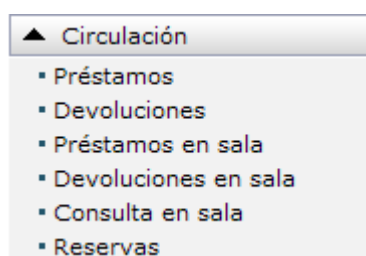 Circulación
Préstamos
Devoluciones
Préstamos en sala
Devoluciones en sala
Consulta en sala
Reservas